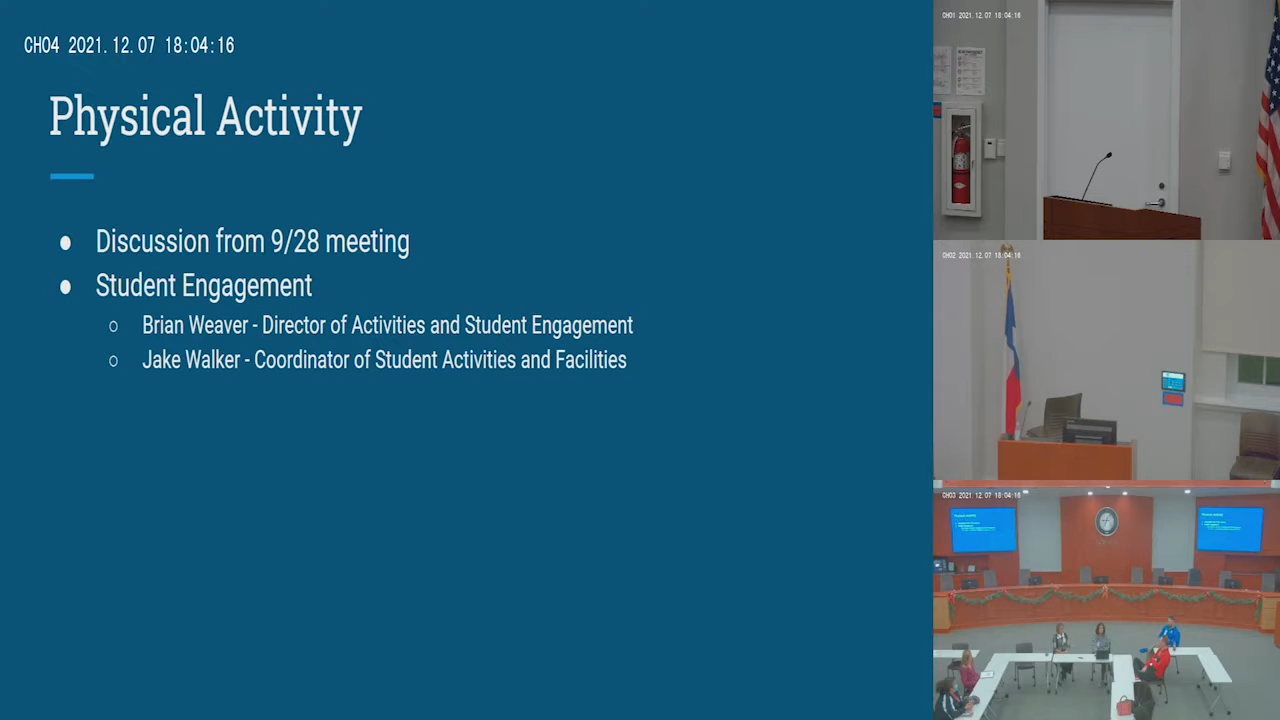 CH04 2021.12.07 18:04:16
Physical Activity
● Discussion from 9/28 meeting
● Student Engagement
○ Brian Weaver - Director of Activities and Student Engagement
○ Jake Walker - Coordinator of Student Activities and Facilities
CH01 2021.12.07 18:04:16
CH02 2021.12.07 18:04:16
CH03 2021.12.07 18:04:16